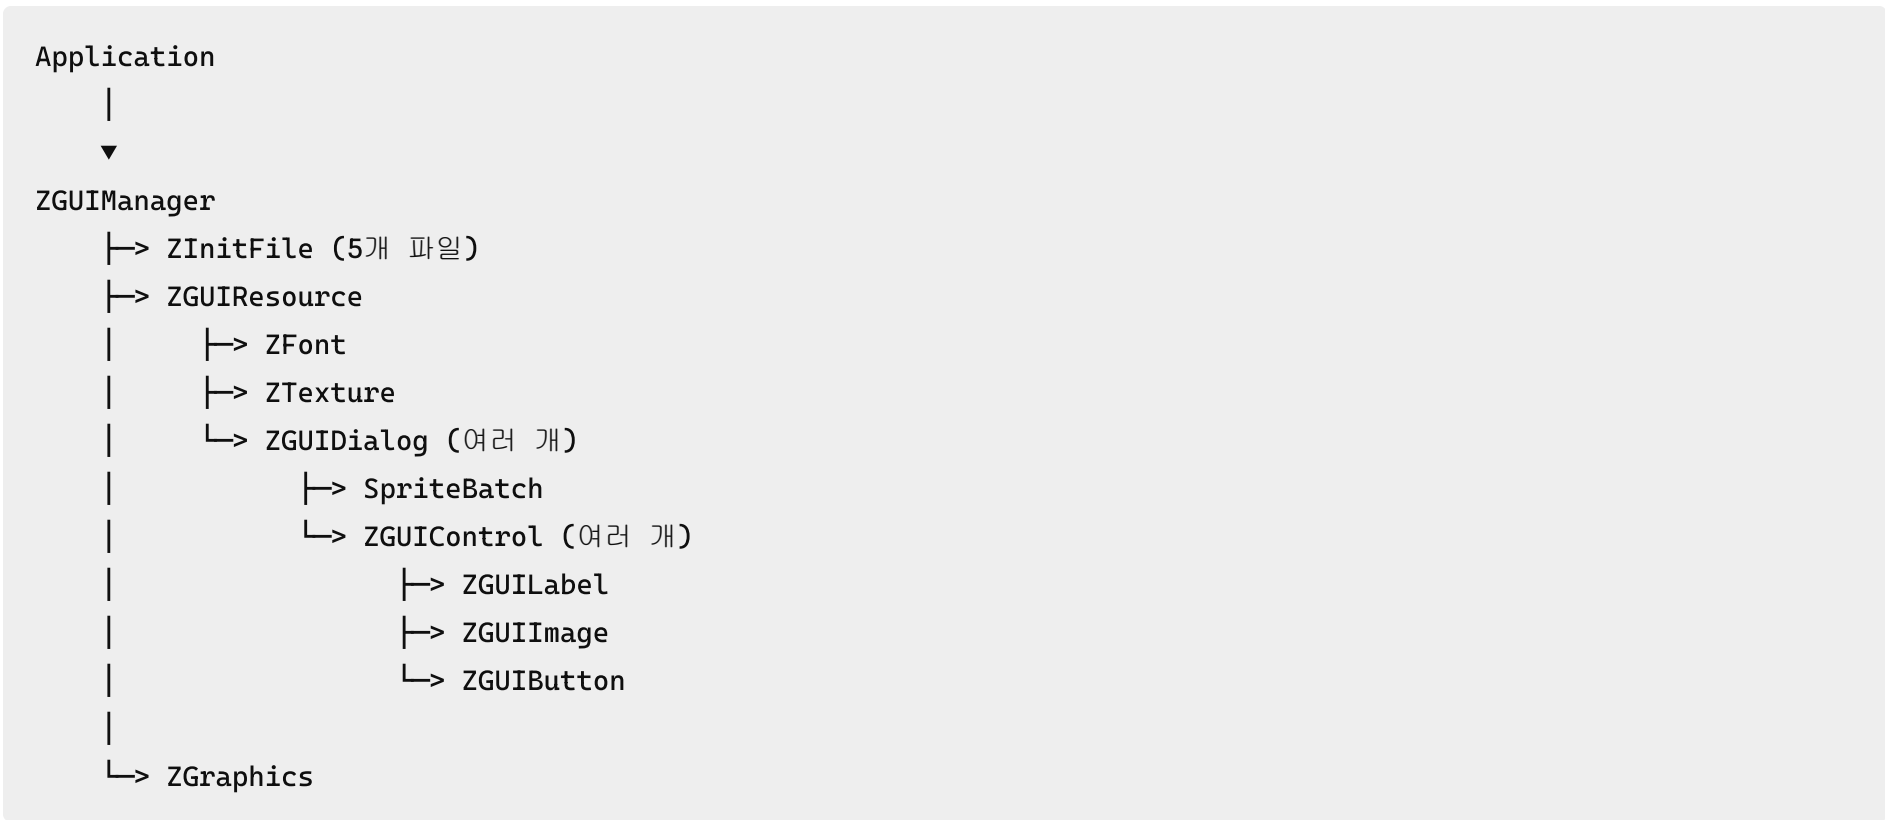 Application
│
▼
ZGUIManager
├─> ZInitFile (5개 파일)
├─> ZGUIResource
│     ├─> ZFont
│     ├─> ZTexture
│     └─> ZGUIDialog (여러 개)
│           ├─> SpriteBatch
│           └─> ZGUIControl (여러 개)
│                 ├─> ZGUILabel
│                 ├─> ZGUIImage
│                 └─> ZGUIButton
│
└─> ZGraphics